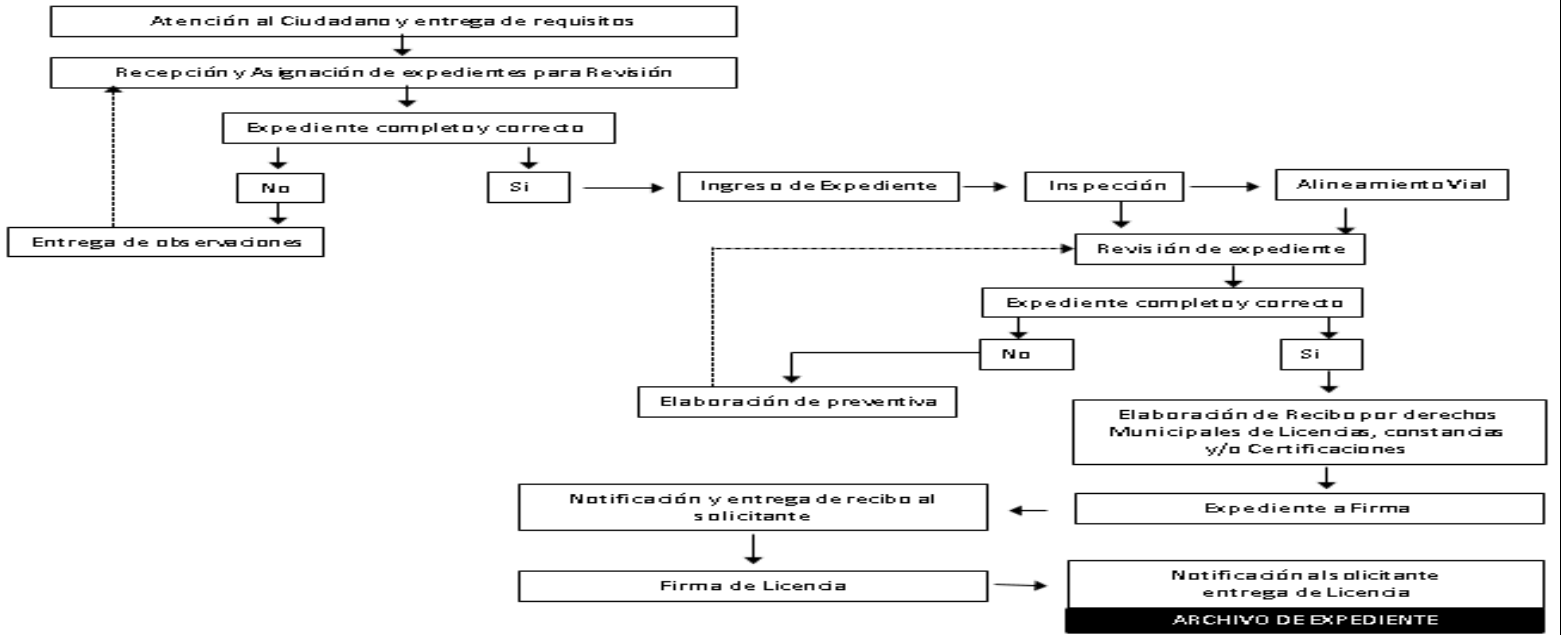 Atención al Ciudadano y entrega de requisitos
Recepción y Asignación de expedientes para Revisión
Expediente completo y correcto
No
Si
Ingreso de Expediente
Inspección
Alineamiento Vial
Entrega de observaciones
Revisión de expediente
Expediente completo y correcto
No
Si
Elaboración de preventiva
Elaboración de Recibo por derechos
Municipales de Licencias, constancias
y/o Certificaciones
Notificación y entrega de recibo al
solicitante
Expediente a Firma
Firma de Licencia
Notificación al solicitante
entrega de Licencia
ARCHIVO DE EXPEDIENTE